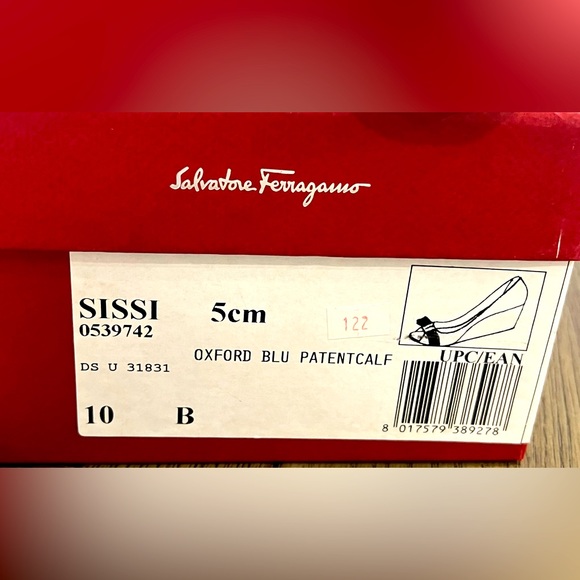 Salvatore Ferragamo
SISSI 5cm
0539742
122
DS U 31831
OXFORD BLU PATENTCALF
UPC/EAN
10 B
8 017579 389278